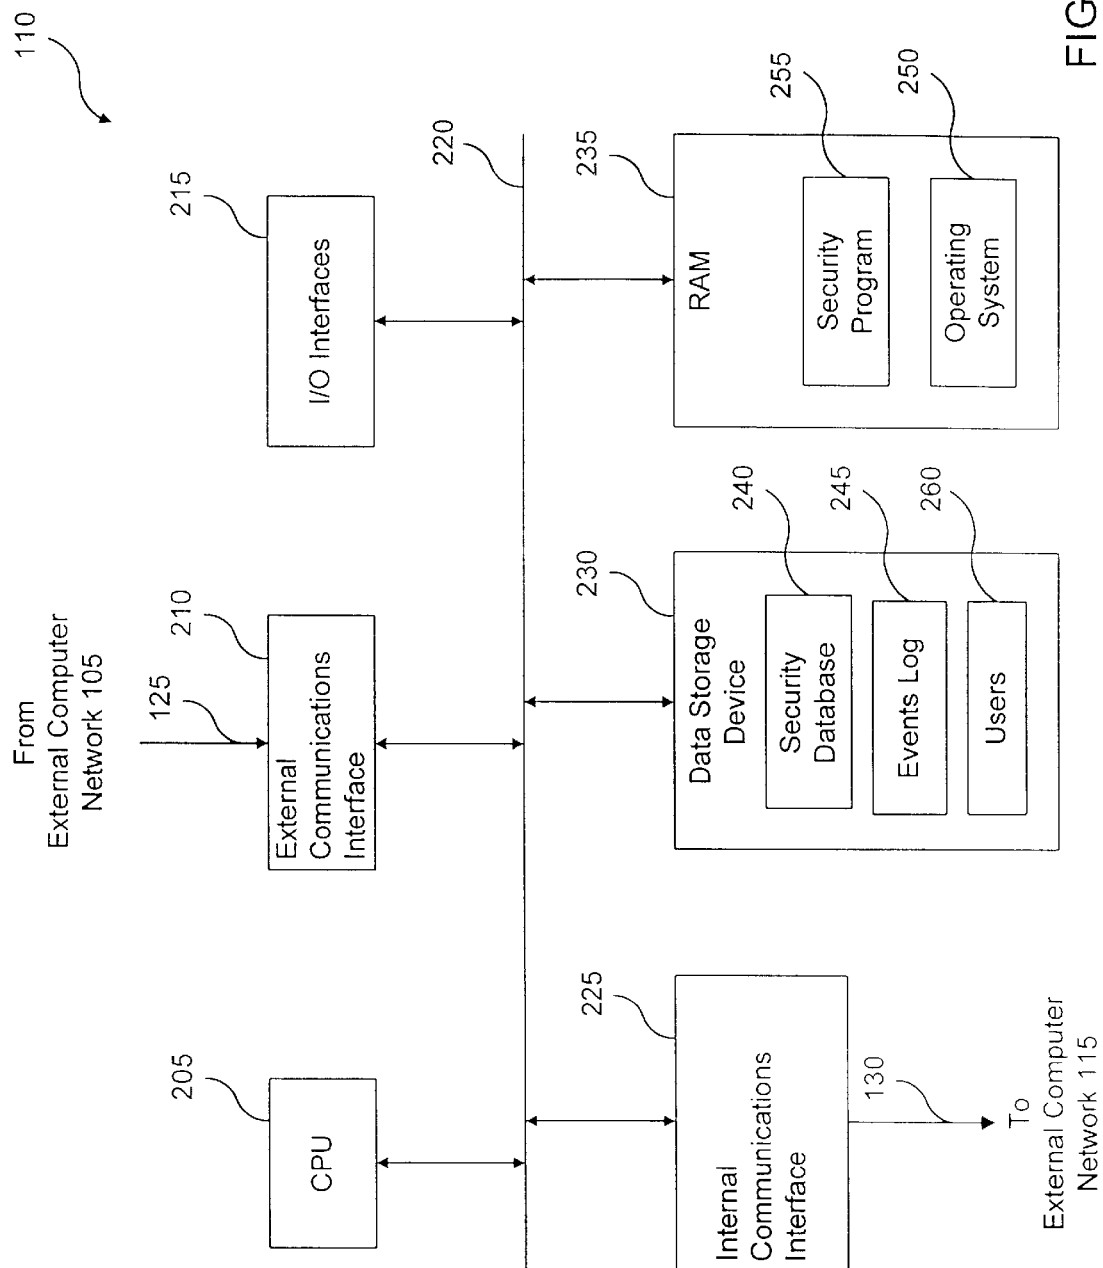 110
From
External Computer
Network 105
125
205
CPU
210
External
Communications
Interface
215
I/O Interfaces
220
225
Internal
Communications
Interface
130
To
External Computer
Network 115
230
Data Storage
Device
240
Security
Database
245
Events Log
260
Users
235
RAM
255
Security
Program
250
Operating
System
FIG